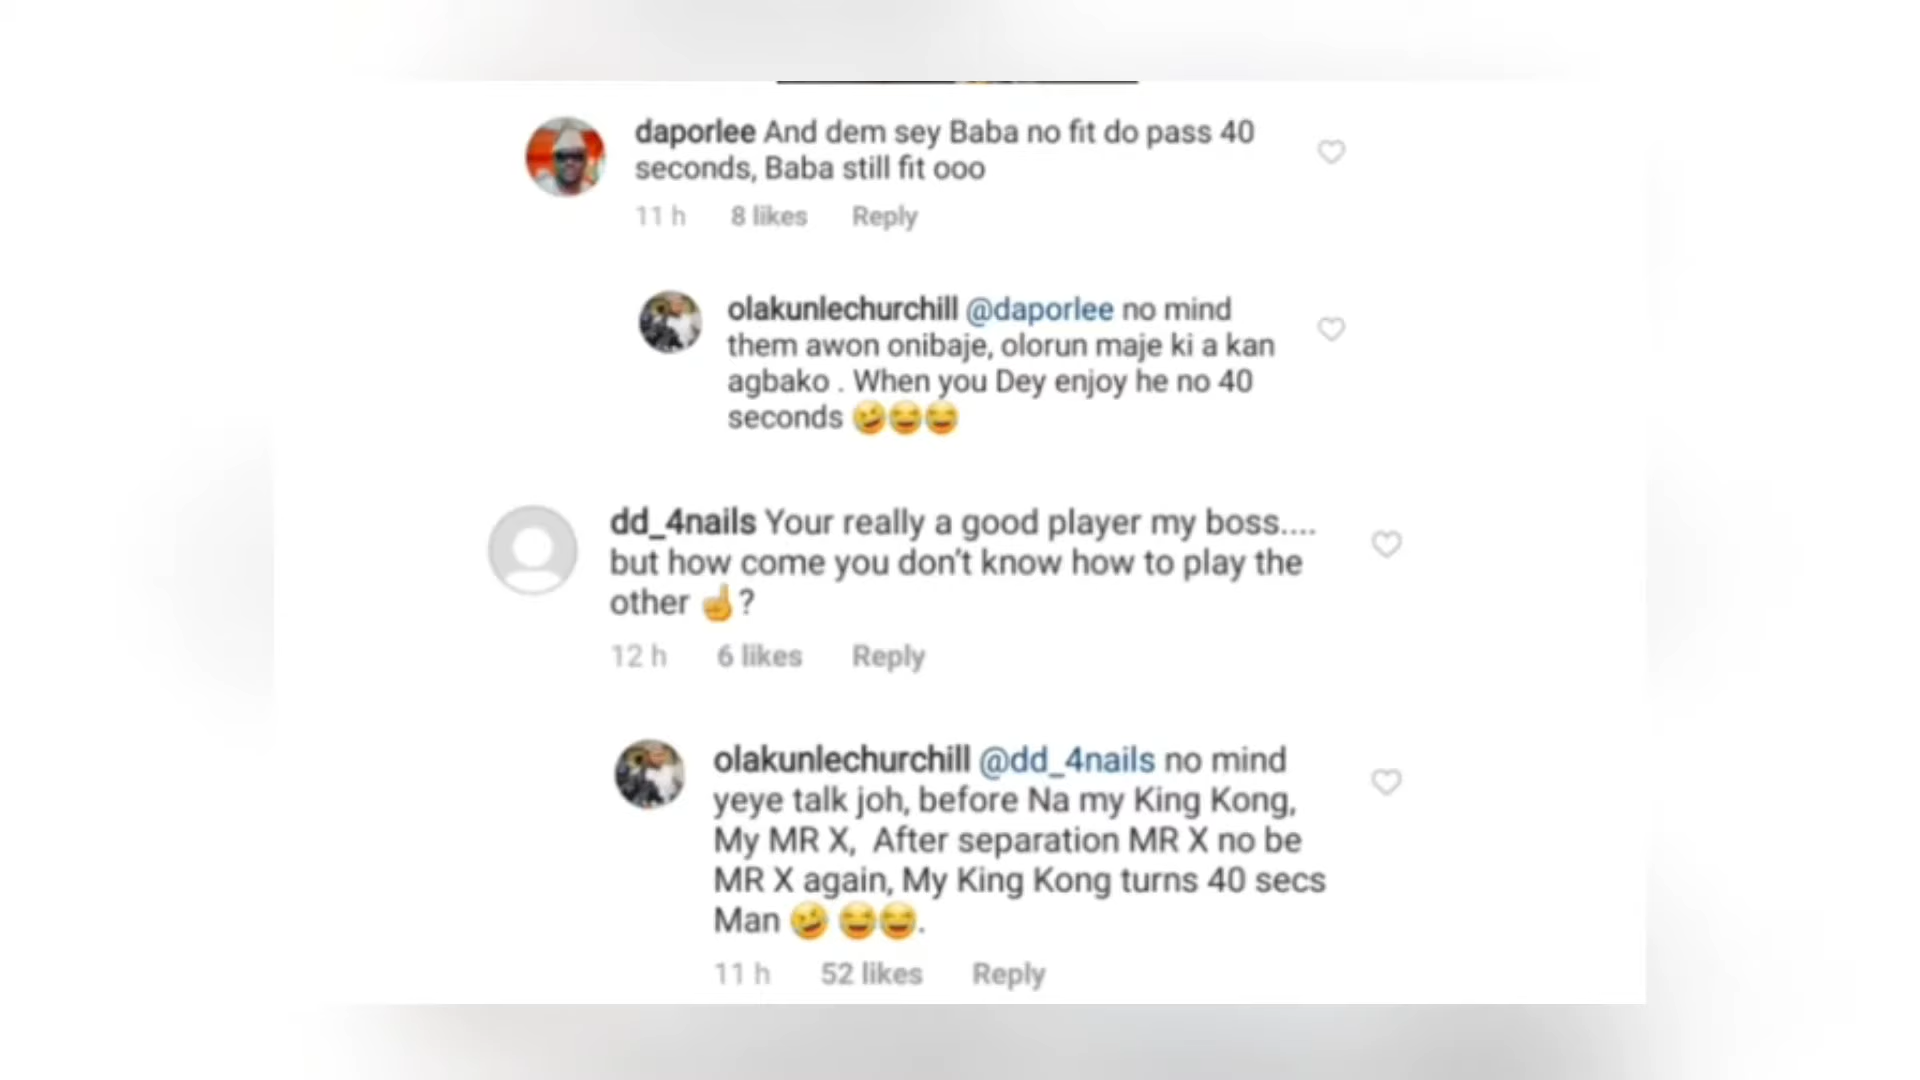 daporlee And dem sey Baba no fit do pass 40
seconds, Baba still fit ooo
11 h 8 likes Reply
olakunlechurchill @daporlee no mind
them awon onibaje, olorun maje ki a kan
agbako . When you Dey enjoy he no 40
seconds 🤣😂😂
dd_4nails Your really a good player my boss....
but how come you don't know how to play the
other ☝️?
12 h 6 likes Reply
olakunlechurchill @dd_4nails no mind
yeye talk joh, before Na my King Kong,
My MR X, After separation MR X no be
MR X again, My King Kong turns 40 secs
Man 🤣 😂😂.
11 h 52 likes Reply